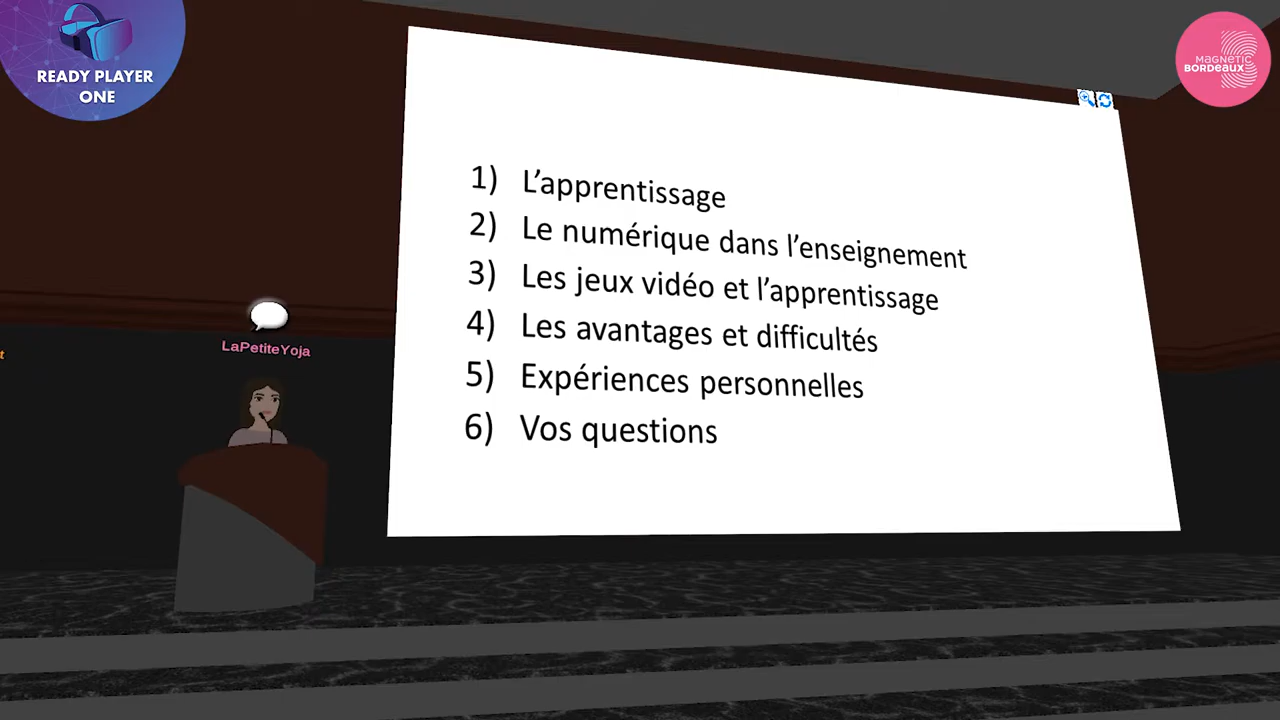 READY PLAYER
ONE
MAGNETIC
BORDEAUX
1) L'apprentissage
2) Le numérique dans l'enseignement
3) Les jeux vidéo et l'apprentissage
4) Les avantages et difficultés
5) Expériences personnelles
6) Vos questions
LaPetiteYoja